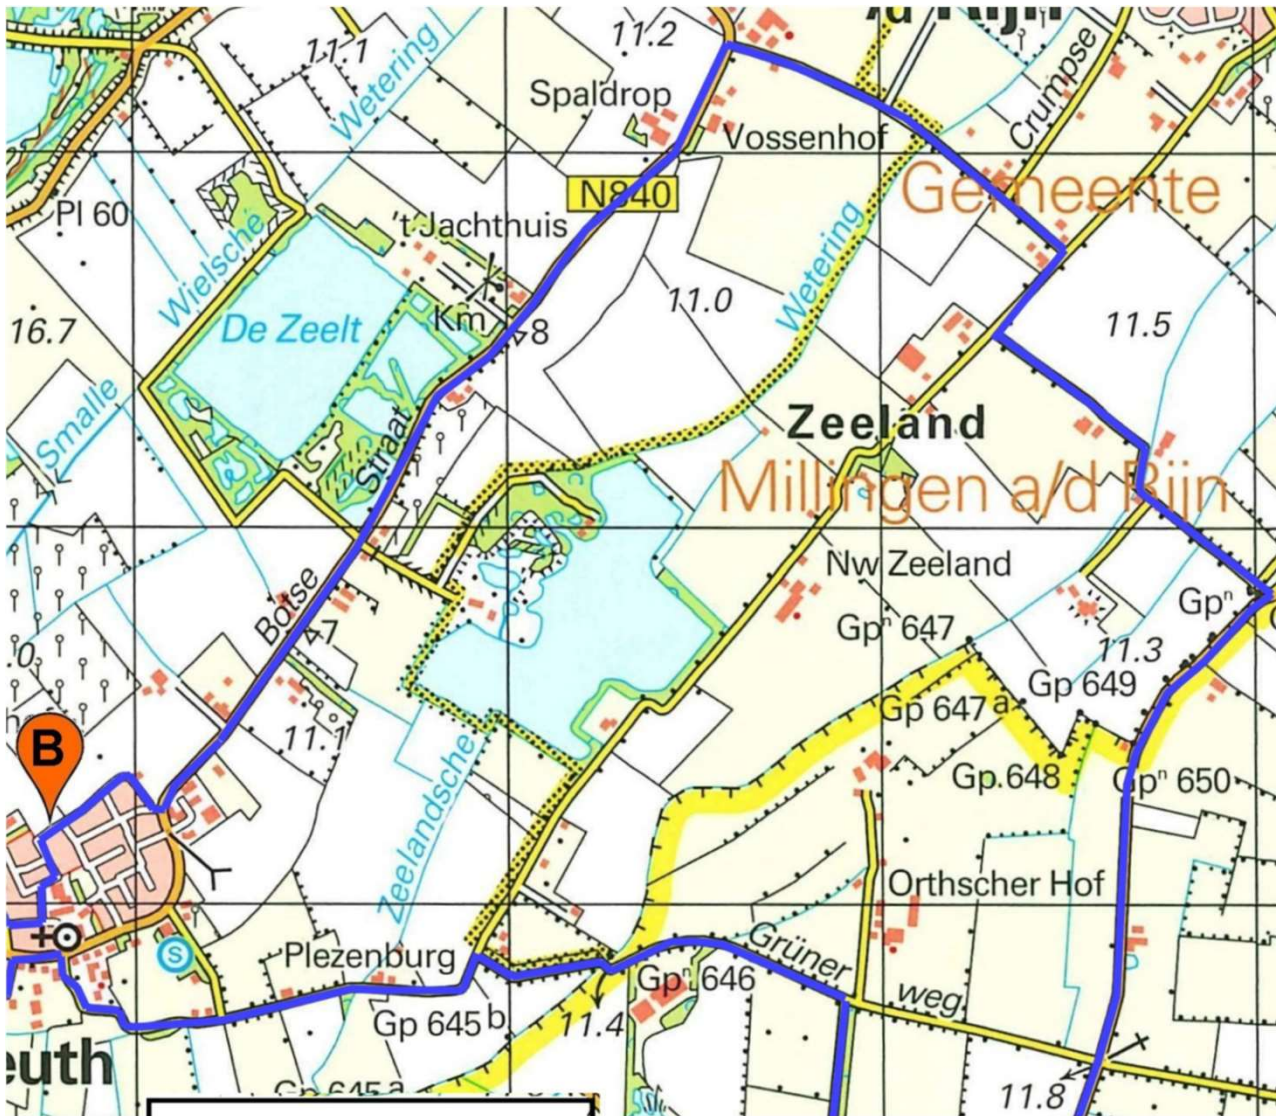 11.2
11.1
Wetering
Crumpse
Spaldrop
Vossenhof
N840
Gemeente
Pl 60
't Jachthuis
Wielsche
Wetering
11.0
De Zeelt
Km
8
11.5
16.7
Smalle
Straat
Zeeland
Millingen a/d Rijn
Nw Zeeland
Botse
7
Gpⁿ
Gpⁿ 647
11.3
Gp 649
Gp 647 a
11.1
B
Gp.648
Gpⁿ 650
Zeelandsche
Orthscher Hof
S
Plezenburg
Grüner
Gpⁿ 646
weg
Gp 645 b
11.4
euth
Gp 645 a
11.8